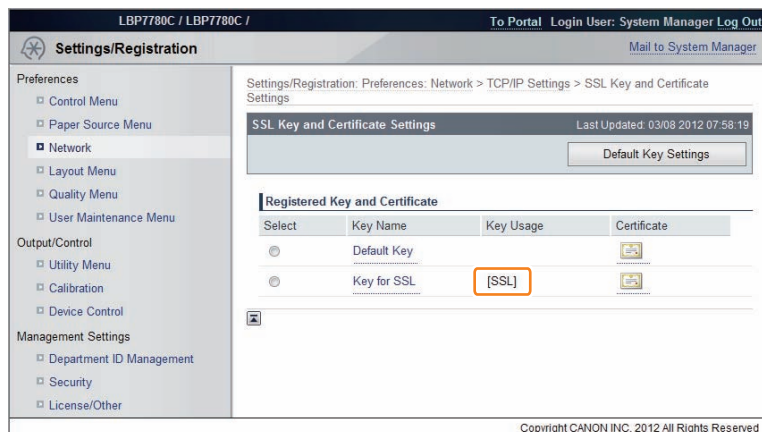 LBP7780C / LBP7780C /
To Portal Login User: System Manager Log Out
Settings/Registration
Mail to System Manager
Preferences
Control Menu
Paper Source Menu
Network
Layout Menu
Quality Menu
User Maintenance Menu
Output/Control
Utility Menu
Calibration
Device Control
Management Settings
Department ID Management
Security
License/Other
Settings/Registration: Preferences: Network > TCP/IP Settings > SSL Key and Certificate
Settings
SSL Key and Certificate Settings
Last Updated: 03/08 2012 07:58:19
Default Key Settings
Registered Key and Certificate
Select Key Name Key Usage Certificate
Default Key
Key for SSL [SSL]
Copyright CANON INC. 2012 All Rights Reserved